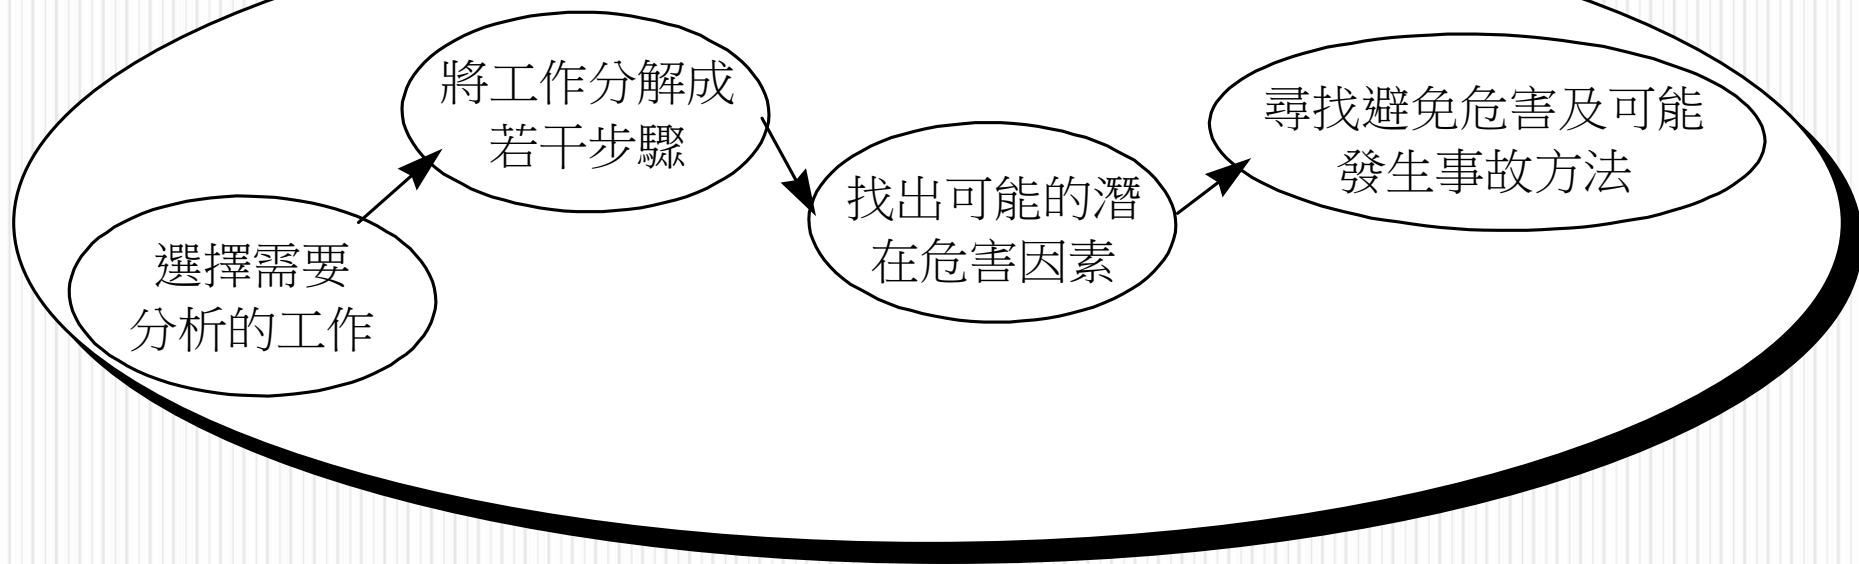 選擇需要
分析的工作
將工作分解成
若干步驟
找出可能的潛
在危害因素
尋找避免危害及可能
發生事故方法